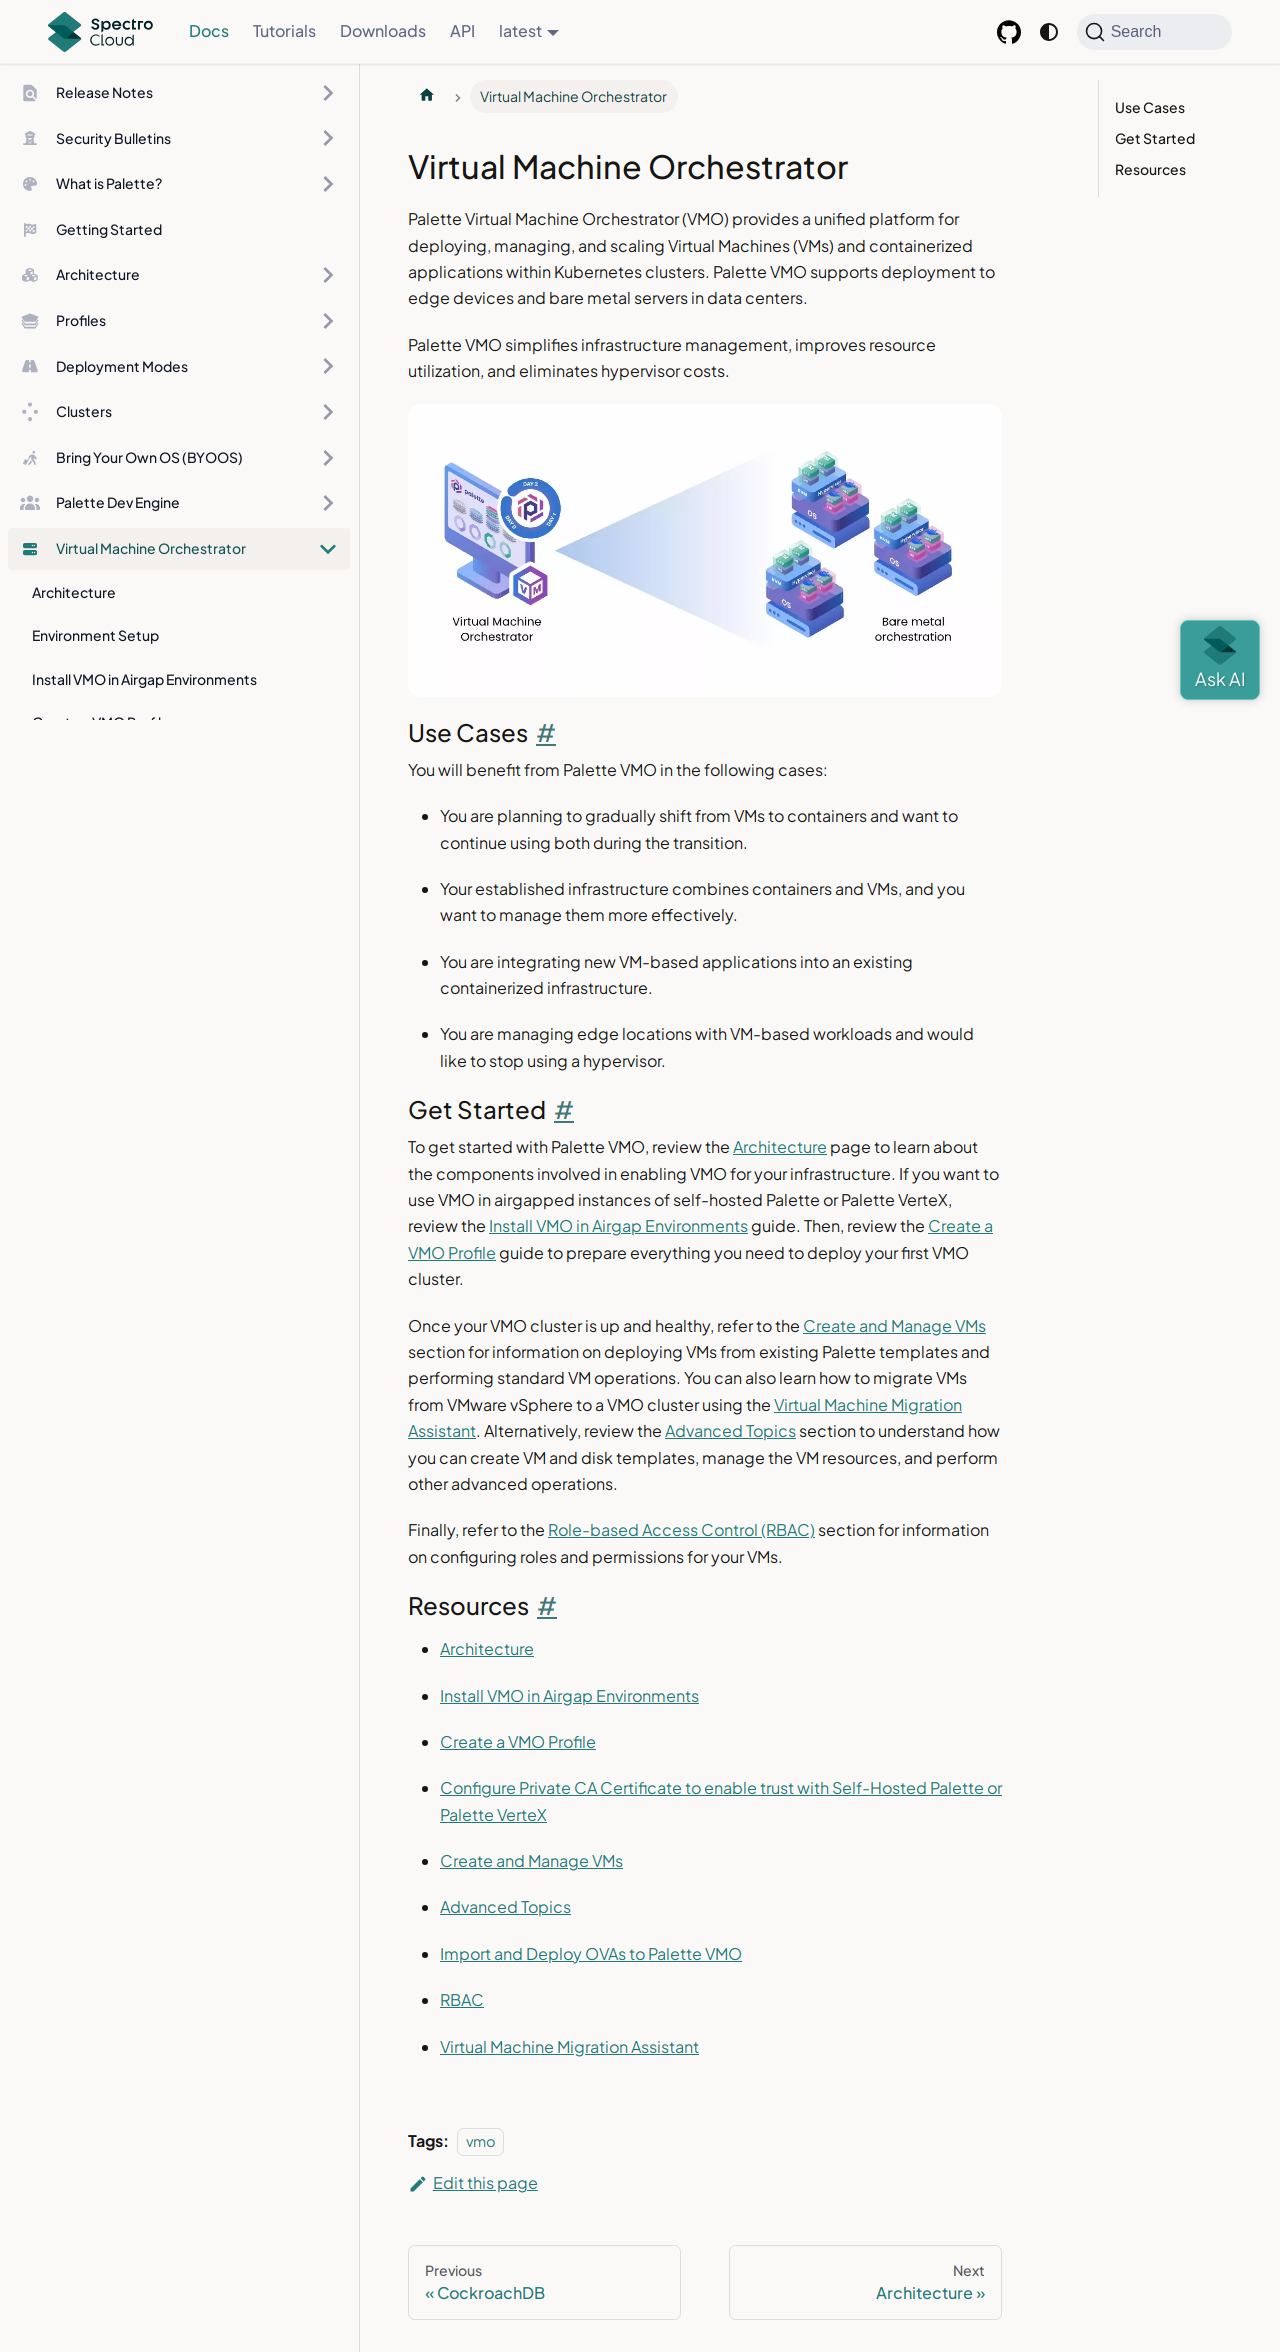 Spectro
Cloud
Docs
Tutorials
Downloads
API
latest
Search
Release Notes
Security Bulletins
What is Palette?
Getting Started
Architecture
Profiles
Deployment Modes
Clusters
Bring Your Own OS (BYOOS)
Palette Dev Engine
Virtual Machine Orchestrator
Architecture
Environment Setup
Install VMO in Airgap Environments
Virtual Machine Orchestrator
Virtual Machine Orchestrator
Palette Virtual Machine Orchestrator (VMO) provides a unified platform for
deploying, managing, and scaling Virtual Machines (VMs) and containerized
applications within Kubernetes clusters. Palette VMO supports deployment to
edge devices and bare metal servers in data centers.
Palette VMO simplifies infrastructure management, improves resource
utilization, and eliminates hypervisor costs.
palette
DAY 2
DAY 0
DAY 1
VM
Virtual Machine
Orchestrator
OS
OS
OS
Bare metal
orchestration
Use Cases #
You will benefit from Palette VMO in the following cases:
• You are planning to gradually shift from VMs to containers and want to
continue using both during the transition.
• Your established infrastructure combines containers and VMs, and you
want to manage them more effectively.
• You are integrating new VM-based applications into an existing
containerized infrastructure.
• You are managing edge locations with VM-based workloads and would
like to stop using a hypervisor.
Get Started #
To get started with Palette VMO, review the Architecture page to learn about
the components involved in enabling VMO for your infrastructure. If you want to
use VMO in airgapped instances of self-hosted Palette or Palette VerteX,
review the Install VMO in Airgap Environments guide. Then, review the Create a
VMO Profile guide to prepare everything you need to deploy your first VMO
cluster.
Once your VMO cluster is up and healthy, refer to the Create and Manage VMs
section for information on deploying VMs from existing Palette templates and
performing standard VM operations. You can also learn how to migrate VMs
from VMware vSphere to a VMO cluster using the Virtual Machine Migration
Assistant. Alternatively, review the Advanced Topics section to understand how
you can create VM and disk templates, manage the VM resources, and perform
other advanced operations.
Finally, refer to the Role-based Access Control (RBAC) section for information
on configuring roles and permissions for your VMs.
Resources #
• Architecture
• Install VMO in Airgap Environments
• Create a VMO Profile
• Configure Private CA Certificate to enable trust with Self-Hosted Palette or
Palette VerteX
• Create and Manage VMs
• Advanced Topics
• Import and Deploy OVAs to Palette VMO
• RBAC
• Virtual Machine Migration Assistant
Tags: vmo
Edit this page
Previous
« CockroachDB
Next
Architecture »
Use Cases
Get Started
Resources
Ask AI